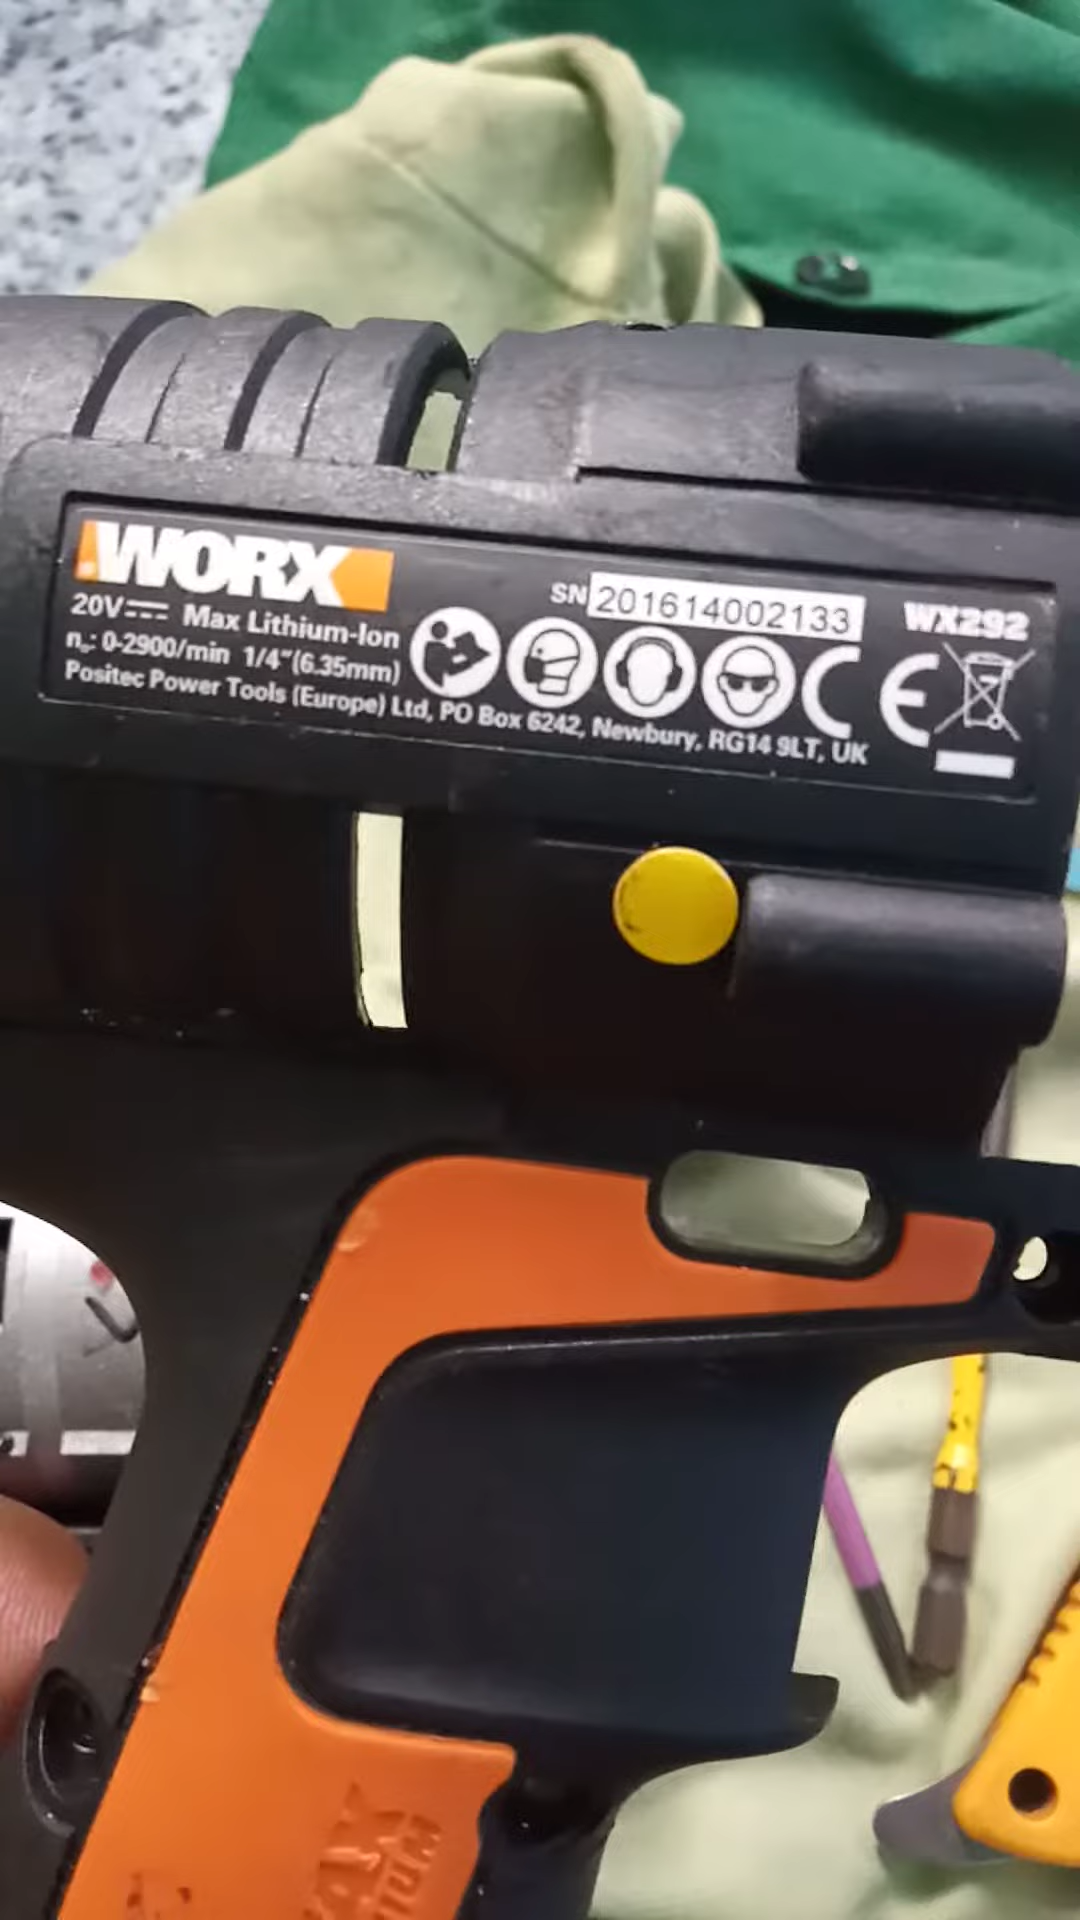 WORX
SN 201614002133 WX292
20V Max Lithium-Ion
n₀: 0-2900/min 1/4"(6.35mm)
CE
Positec Power Tools (Europe) Ltd, PO Box 6242, Newbury, RG14 9LT, UK